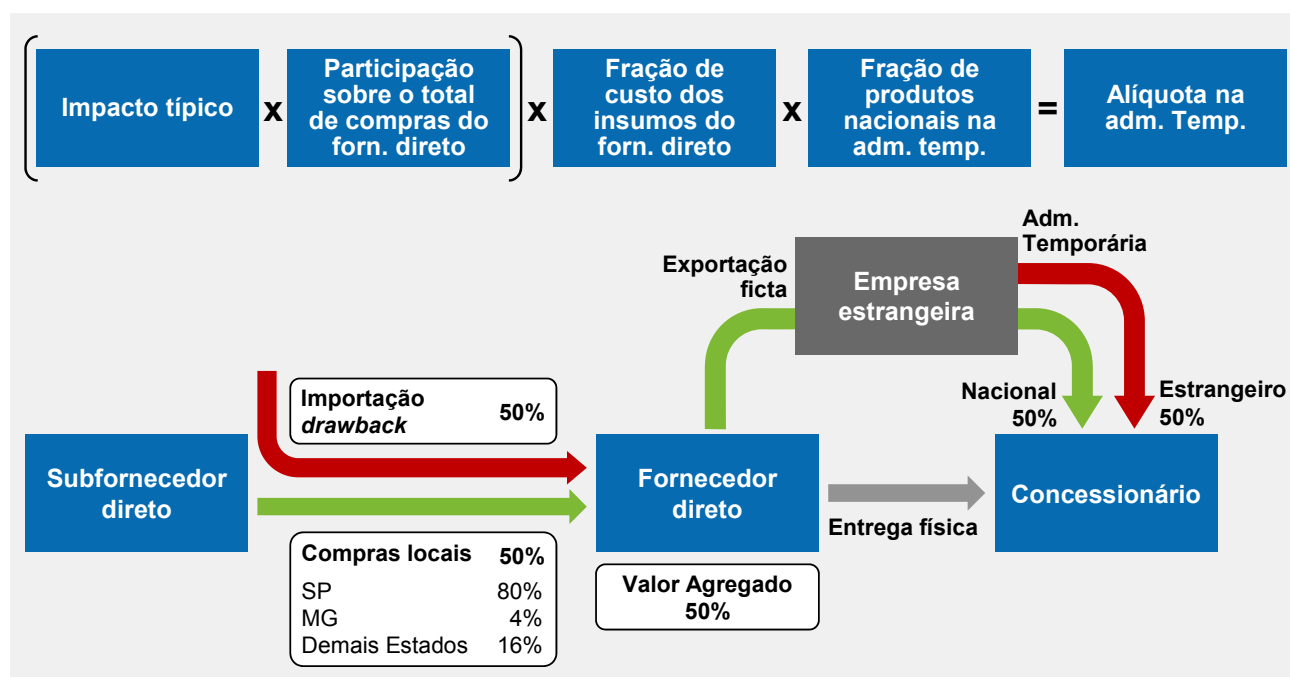 Impacto típico
x
Participação
sobre o total
de compras do
forn. direto
x
Fração de
custo dos
insumos do
forn. direto
x
Fração de
produtos
nacionais na
adm. temp.
=
Alíquota na
adm. Temp.
Adm.
Temporária
Exportação
ficta
Empresa
estrangeira
Importação
drawback 50%
Nacional
50%
Estrangeiro
50%
Subfornecedor
direto
Fornecedor
direto
Concessionário
Entrega física
Compras locais 50%
SP 80%
MG 4%
Demais Estados 16%
Valor Agregado
50%